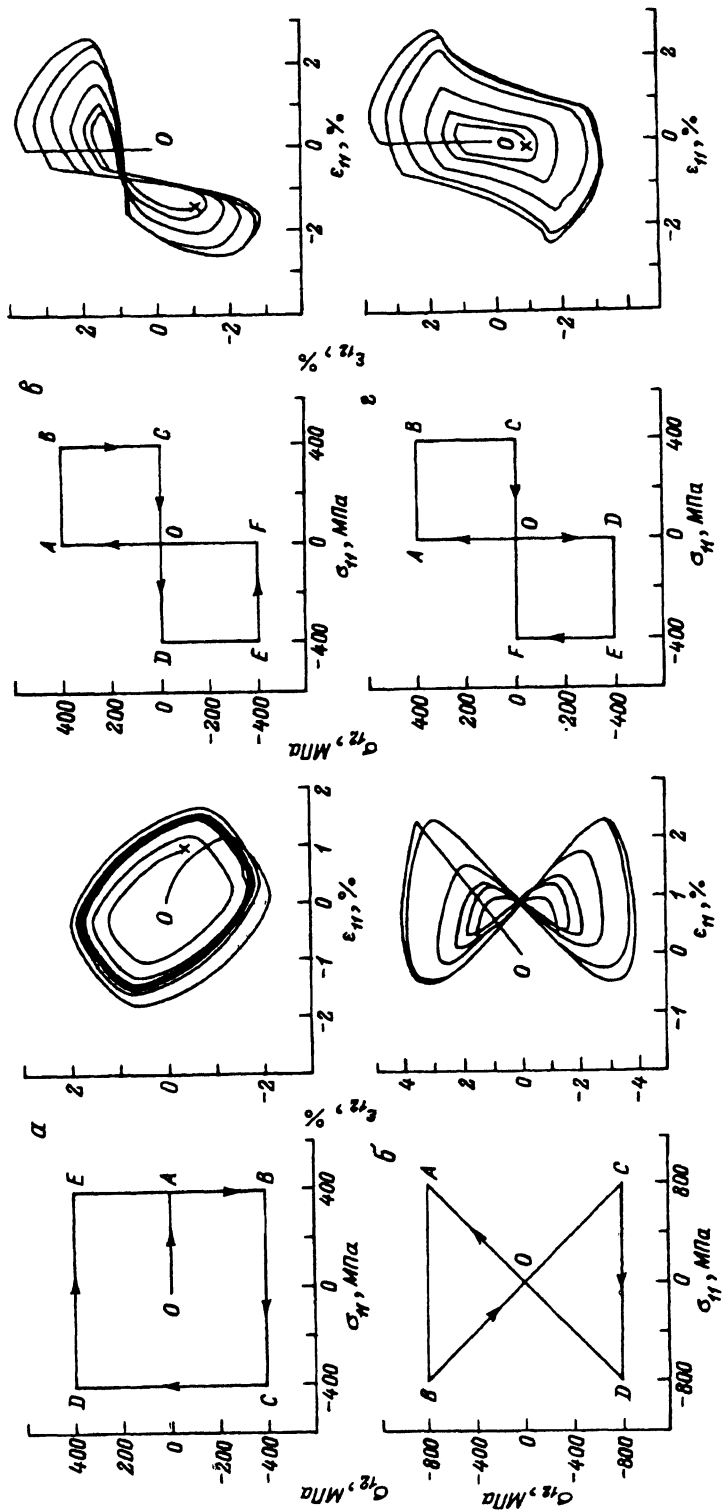 а
σ₁₂, МПа
400
200
0
-200
-400
D
E
O
A
C
B
-400 0 400
σ₁₁, МПа
ε₁₂, %
2
0
-2
O
×
-2 -1 0 1 2
ε₁₁, %
в
σ₁₂, МПа
400
200
0
-200
-400
A
B
D
O
C
E
F
-400 0 400
σ₁₁, МПа
ε₁₂, %
2
0
-2
O
×
-2 0 2
ε₁₁, %
б
σ₁₂, МПа
-800
-400
0
-400
-800
B
A
O
D
C
-800 0 800
σ₁₁, МПа
4
2
0
-2
-4
O
-1 0 1 2
ε₁₁, %
г
400
200
0
-200
-400
A
B
F
O
C
E
D
-400 0 400
σ₁₁, МПа
2
0
-2
O
×
-2 0 2
ε₁₁, %